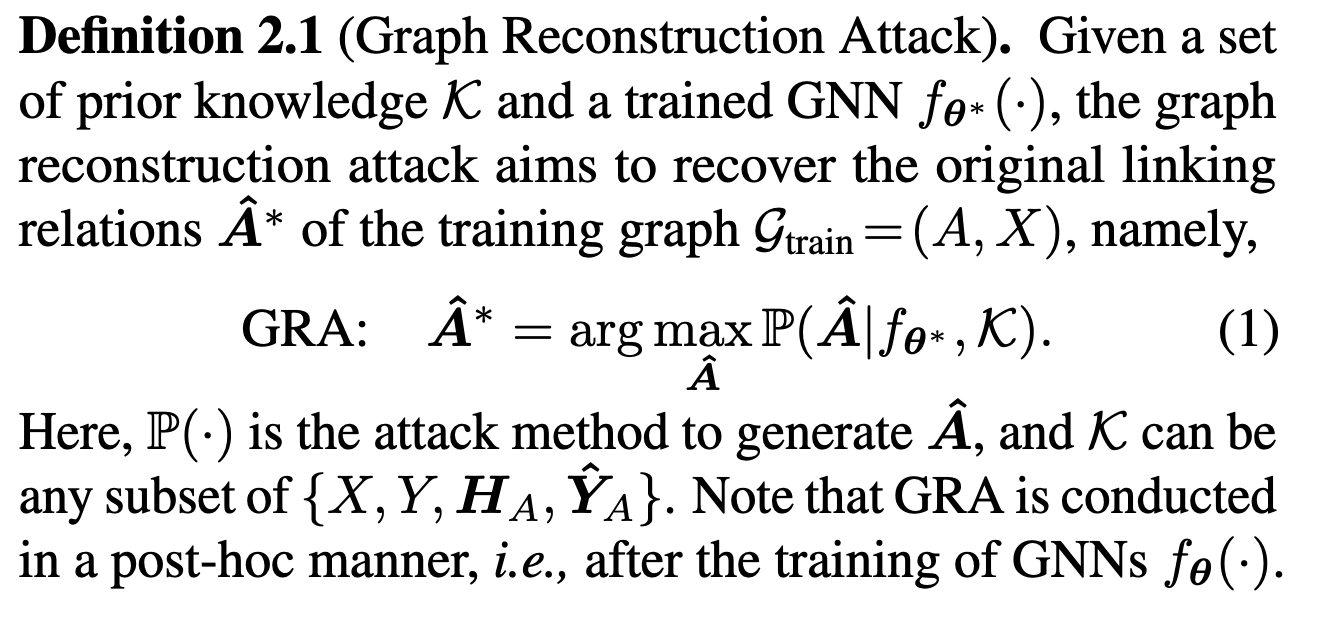 Definition 2.1 (Graph Reconstruction Attack). Given a set
of prior knowledge 𝒦 and a trained GNN f_θ*(·), the graph
reconstruction attack aims to recover the original linking
relations Â* of the training graph 𝒢_train = (A, X), namely,
GRA: Â* = arg max_Â ℙ(Â|f_θ*, 𝒦). (1)
Here, ℙ(·) is the attack method to generate Â, and 𝒦 can be
any subset of {X, Y, H_A, Ŷ_A}. Note that GRA is conducted
in a post-hoc manner, i.e., after the training of GNNs f_θ(·).